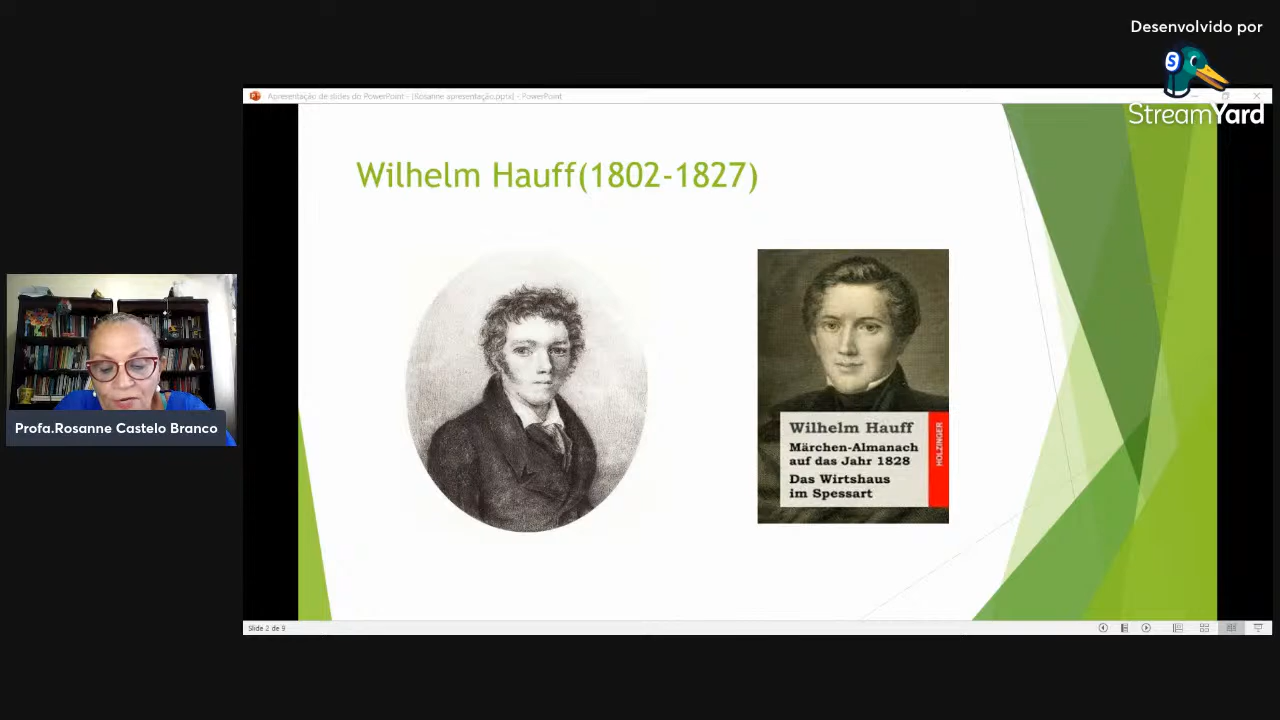 Desenvolvido por
S
StreamYard
Apresentação de slides do PowerPoint - [Rosanne apresentação.pptx] - PowerPoint
Wilhelm Hauff(1802-1827)
Profa.Rosanne Castelo Branco
Wilhelm Hauff
Märchen-Almanach
auf das Jahr 1828
Das Wirtshaus
im Spessart
HOLZINGER
Slide 2 de 9